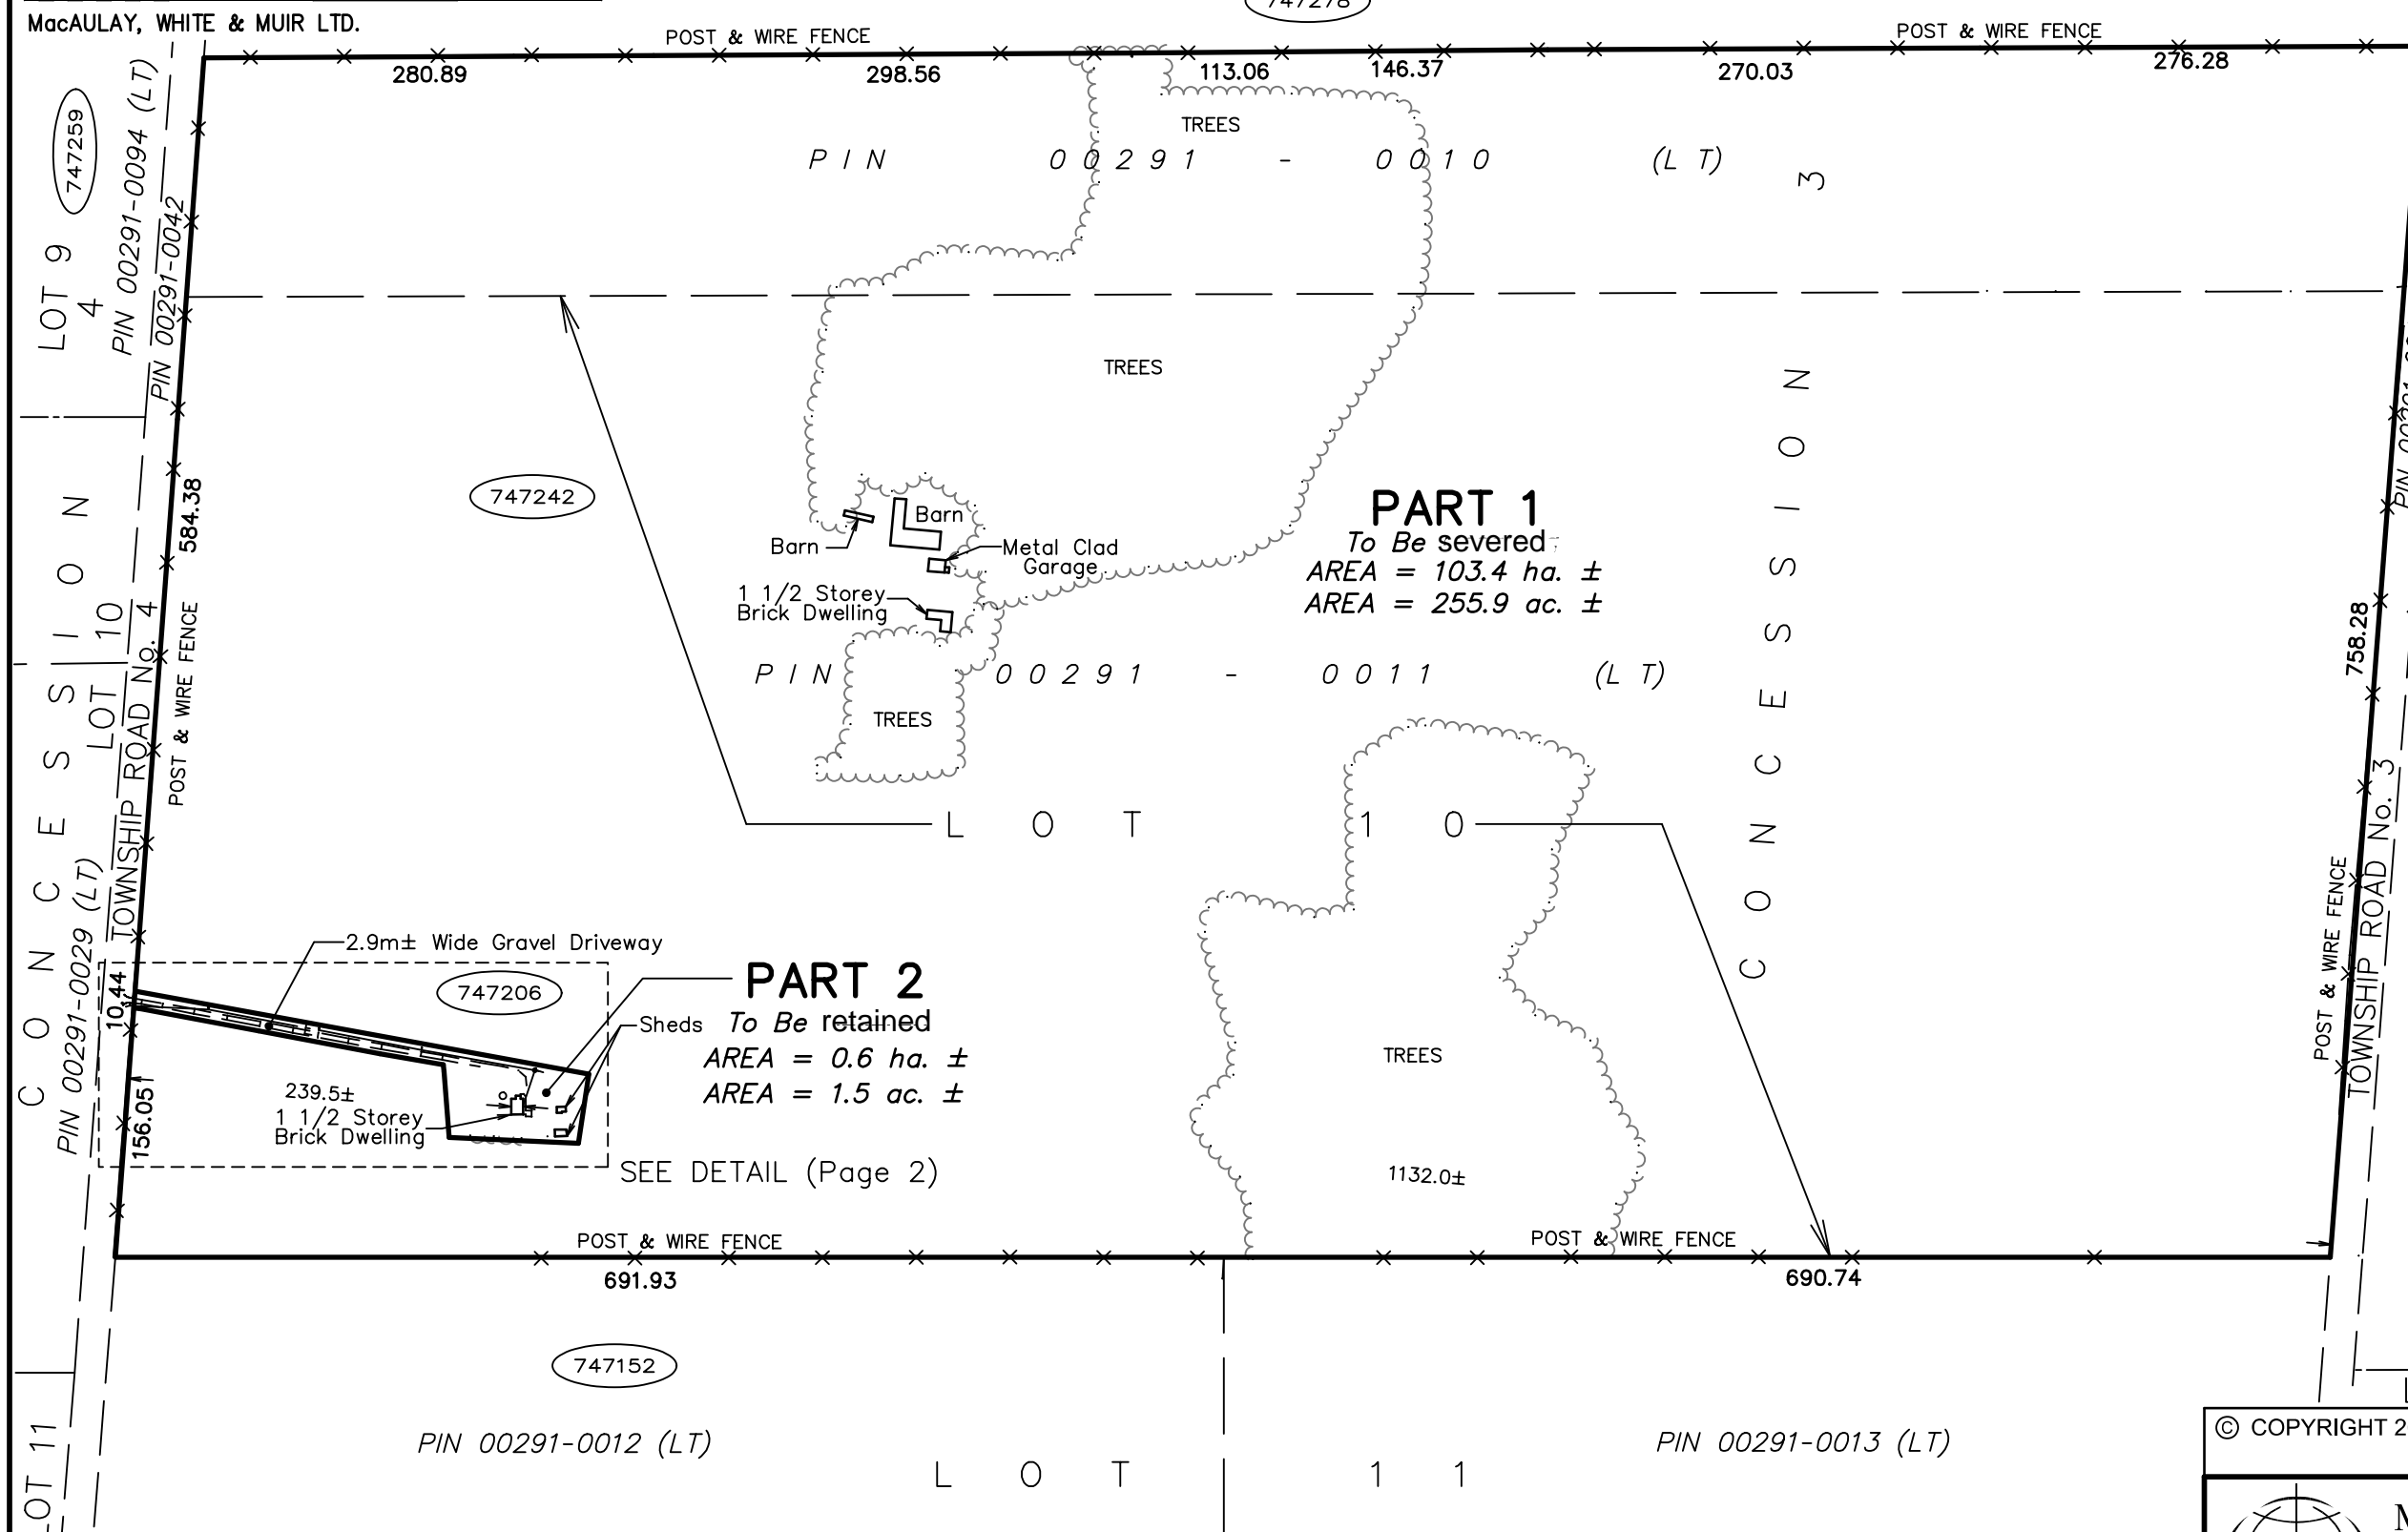 747278
MacAULAY, WHITE & MUIR LTD.
POST & WIRE FENCE
POST & WIRE FENCE
280.89
298.56
113.06
146.37
270.03
276.28
747259
PIN 00291-0094 (LT)
PIN 00291-0042
LOT 9
4
TREES
PIN 00291 - 0010 (LT)
3
TREES
747242
584.38
Barn
Barn
Metal Clad
Garage
1 1/2 Storey
Brick Dwelling
PART 1
To Be severed
AREA = 103.4 ha. ±
AREA = 255.9 ac. ±
CONCESSION
CONCESSION
LOT 10
LOT
TOWNSHIP ROAD No. 4
POST & WIRE FENCE
PIN 00291 - 0011 (LT)
758.28
TREES
LOT 10
TOWNSHIP ROAD No. 3
POST & WIRE FENCE
PIN 00291-0029 (LT)
2.9m± Wide Gravel Driveway
747206
10.44
PART 2
To Be retained
AREA = 0.6 ha. ±
AREA = 1.5 ac. ±
Sheds
239.5±
1 1/2 Storey
Brick Dwelling
156.05
SEE DETAIL (Page 2)
TREES
1132.0±
POST & WIRE FENCE
POST & WIRE FENCE
691.93
690.74
747152
PIN 00291-0012 (LT)
PIN 00291-0013 (LT)
LOT 11
LOT 11
© COPYRIGHT 2